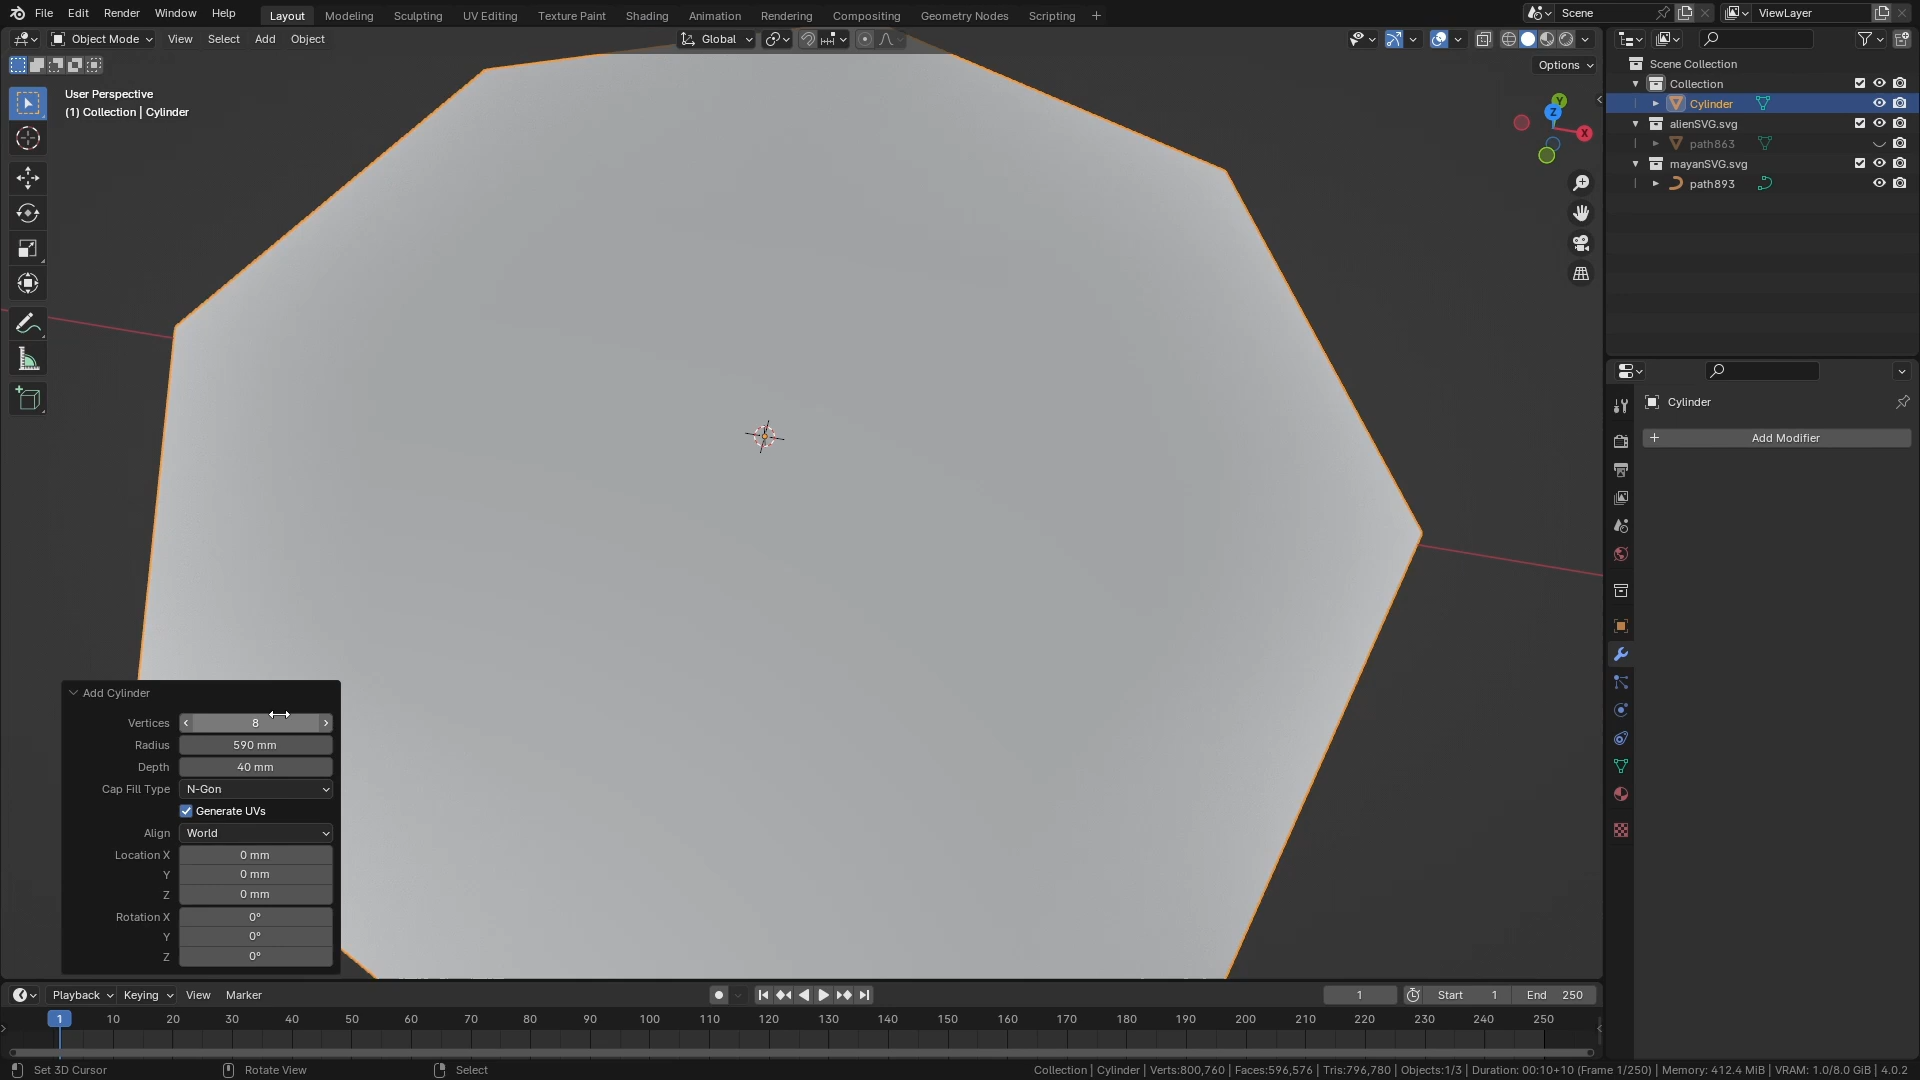 File Edit Render Window Help Layout Modeling Sculpting UV Editing Texture Paint Shading Animation Rendering Compositing Geometry Nodes Scripting + Scene ViewLayer
Object Mode View Select Add Object Global
Options
User Perspective
(1) Collection | Cylinder
Y
Z
X
Scene Collection
Collection
Cylinder
alienSVG.svg
path863
mayanSVG.svg
path893
Cylinder
+ Add Modifier
Add Cylinder
Vertices 8
Radius 590 mm
Depth 40 mm
Cap Fill Type N-Gon
Generate UVs
Align World
Location X 0 mm
Y 0 mm
Z 0 mm
Rotation X 0°
Y 0°
Z 0°
Playback Keying View Marker 1 Start 1 End 250
1 10 20 30 40 50 60 70 80 90 100 110 120 130 140 150 160 170 180 190 200 210 220 230 240 250
Set 3D Cursor Rotate View Select Collection | Cylinder | Verts:800,760 | Faces:596,576 | Tris:796,780 | Objects:1/3 | Duration: 00:10+10 (Frame 1/250) | Memory: 412.4 MiB | VRAM: 1.0/8.0 GiB | 4.0.2